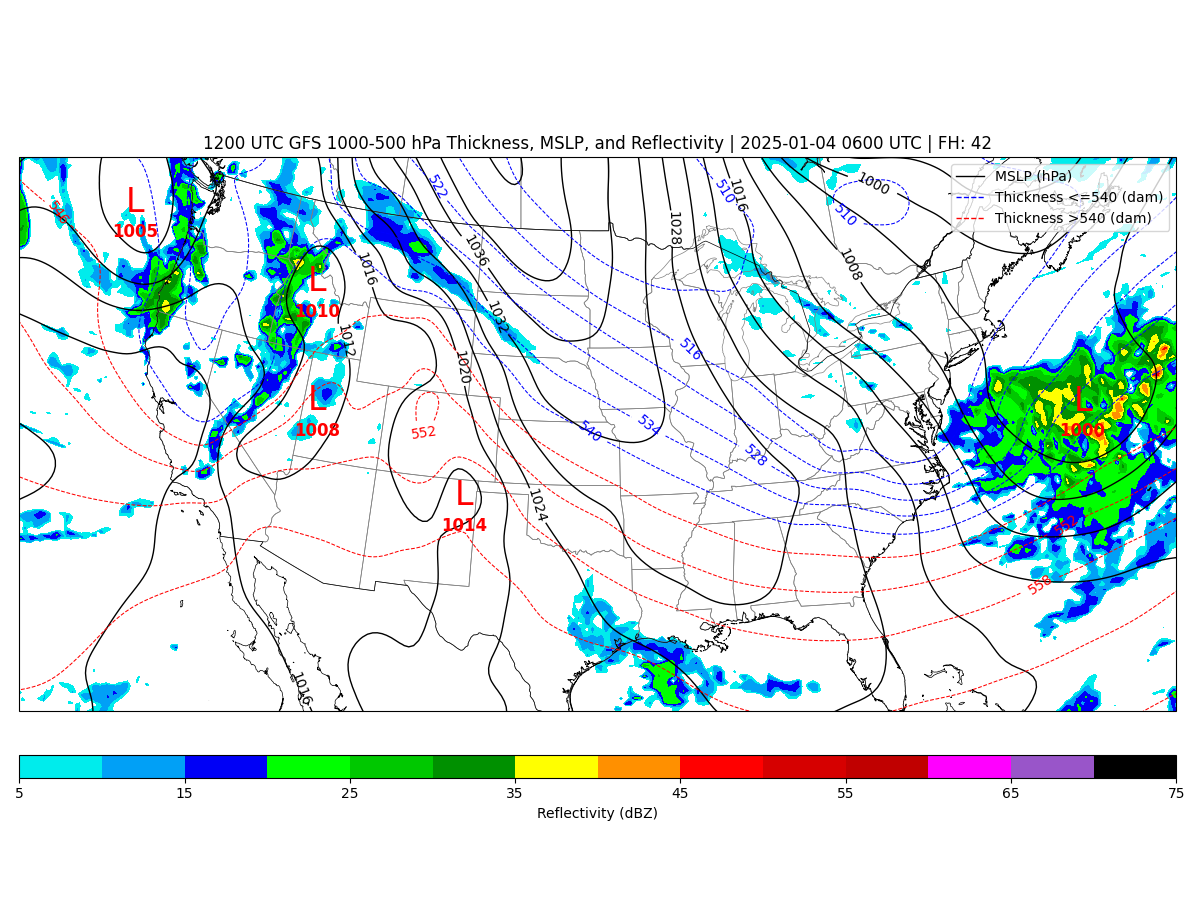 1200 UTC GFS 1000-500 hPa Thickness, MSLP, and Reflectivity | 2025-01-04 0600 UTC | FH: 42
MSLP (hPa)
Thickness <=540 (dam)
Thickness >540 (dam)
1000
522
510
1016
540
L
1005
510
1028
1036
1008
1016
L
1010
1032
1012
516
1020
L
1008
L
1000
552
534
540
528
L
1014
1024
552
558
1016
5 15 25 35 45 55 65 75
Reflectivity (dBZ)